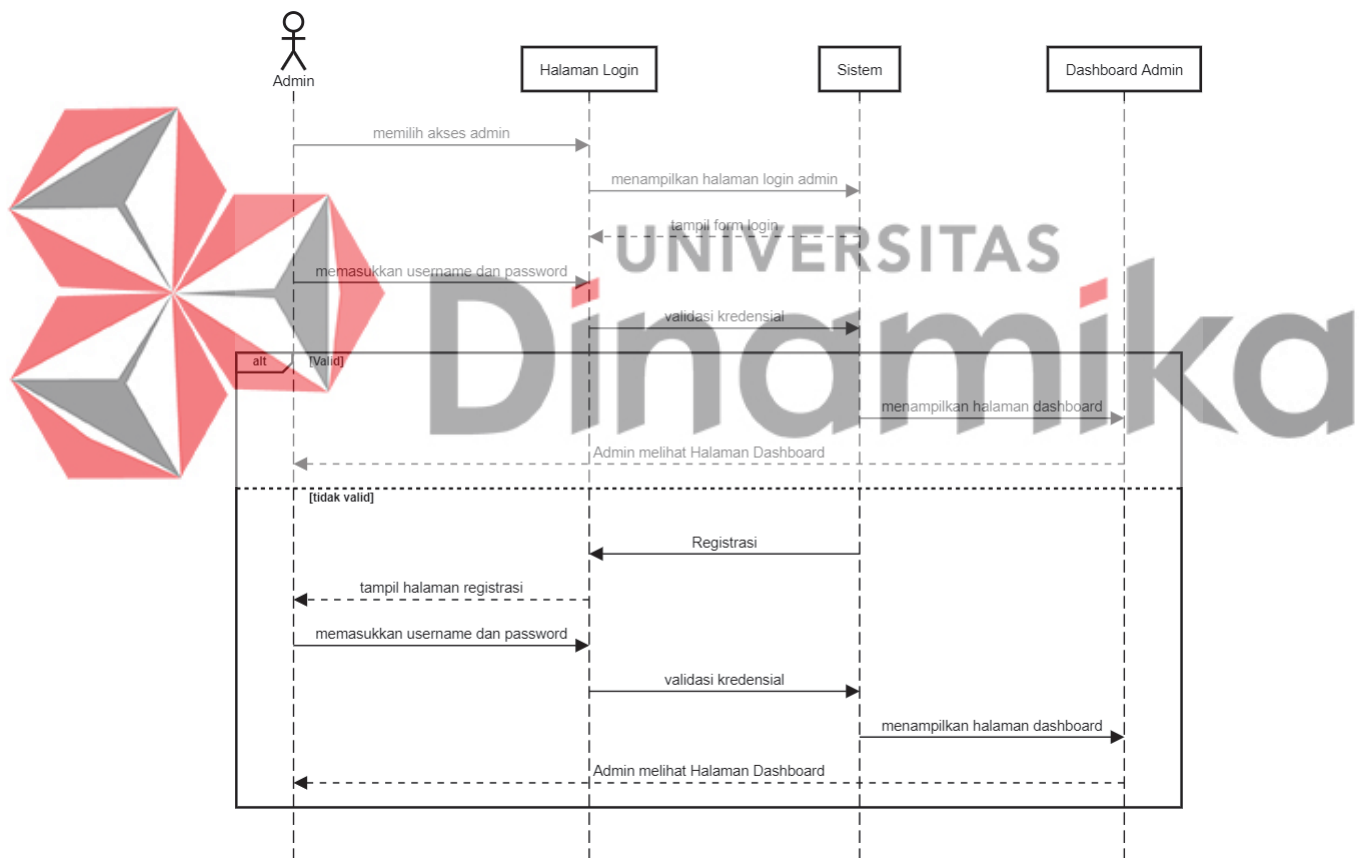 Admin
Halaman Login
Sistem
Dashboard Admin
memilih akses admin
menampilkan halaman login admin
tampil form login
UNIVERSITAS
Dinamika
memasukkan username dan password
validasi kredensial
alt
[Valid]
menampilkan halaman dashboard
Admin melihat Halaman Dashboard
[tidak valid]
Registrasi
tampil halaman registrasi
memasukkan username dan password
validasi kredensial
menampilkan halaman dashboard
Admin melihat Halaman Dashboard